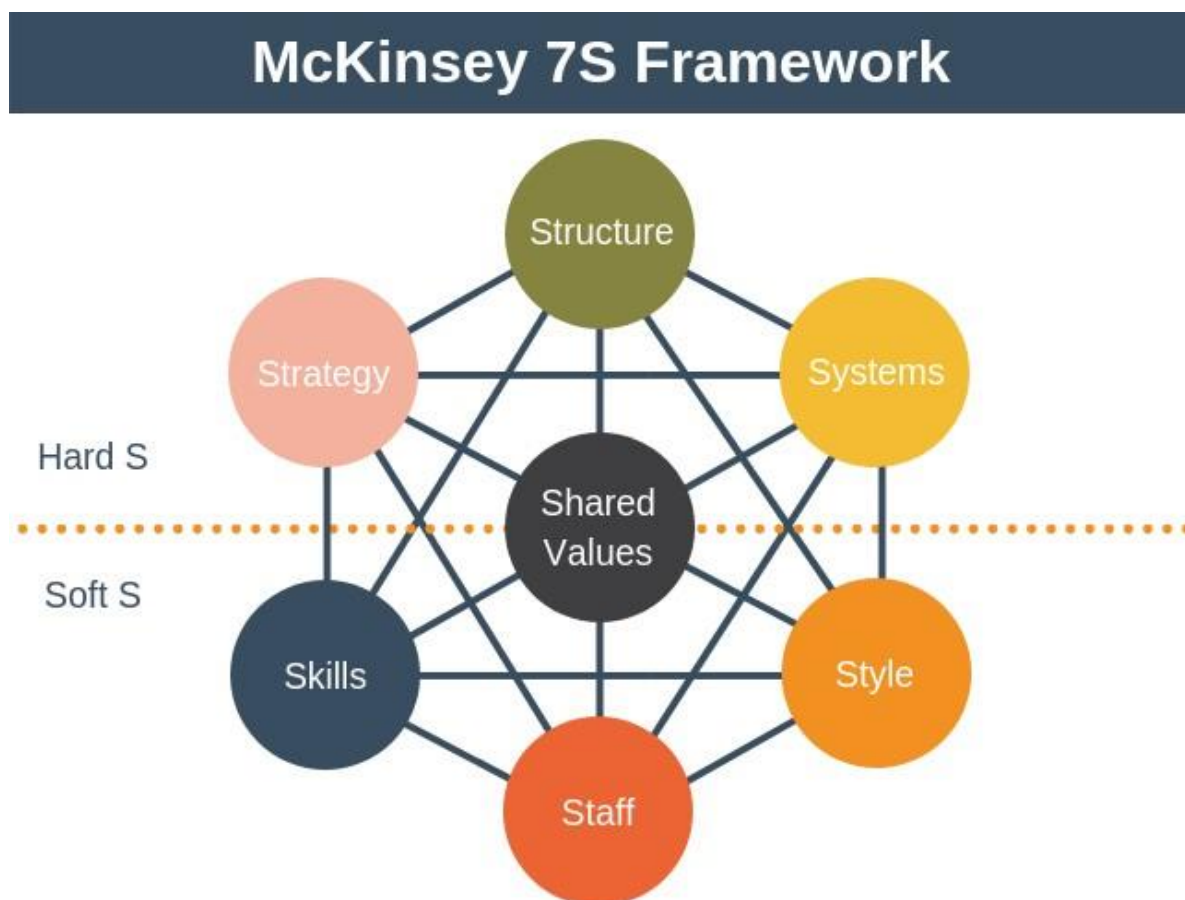 McKinsey 7S Framework
Structure
Strategy
Systems
Hard S
Shared
Values
Soft S
Skills
Style
Staff